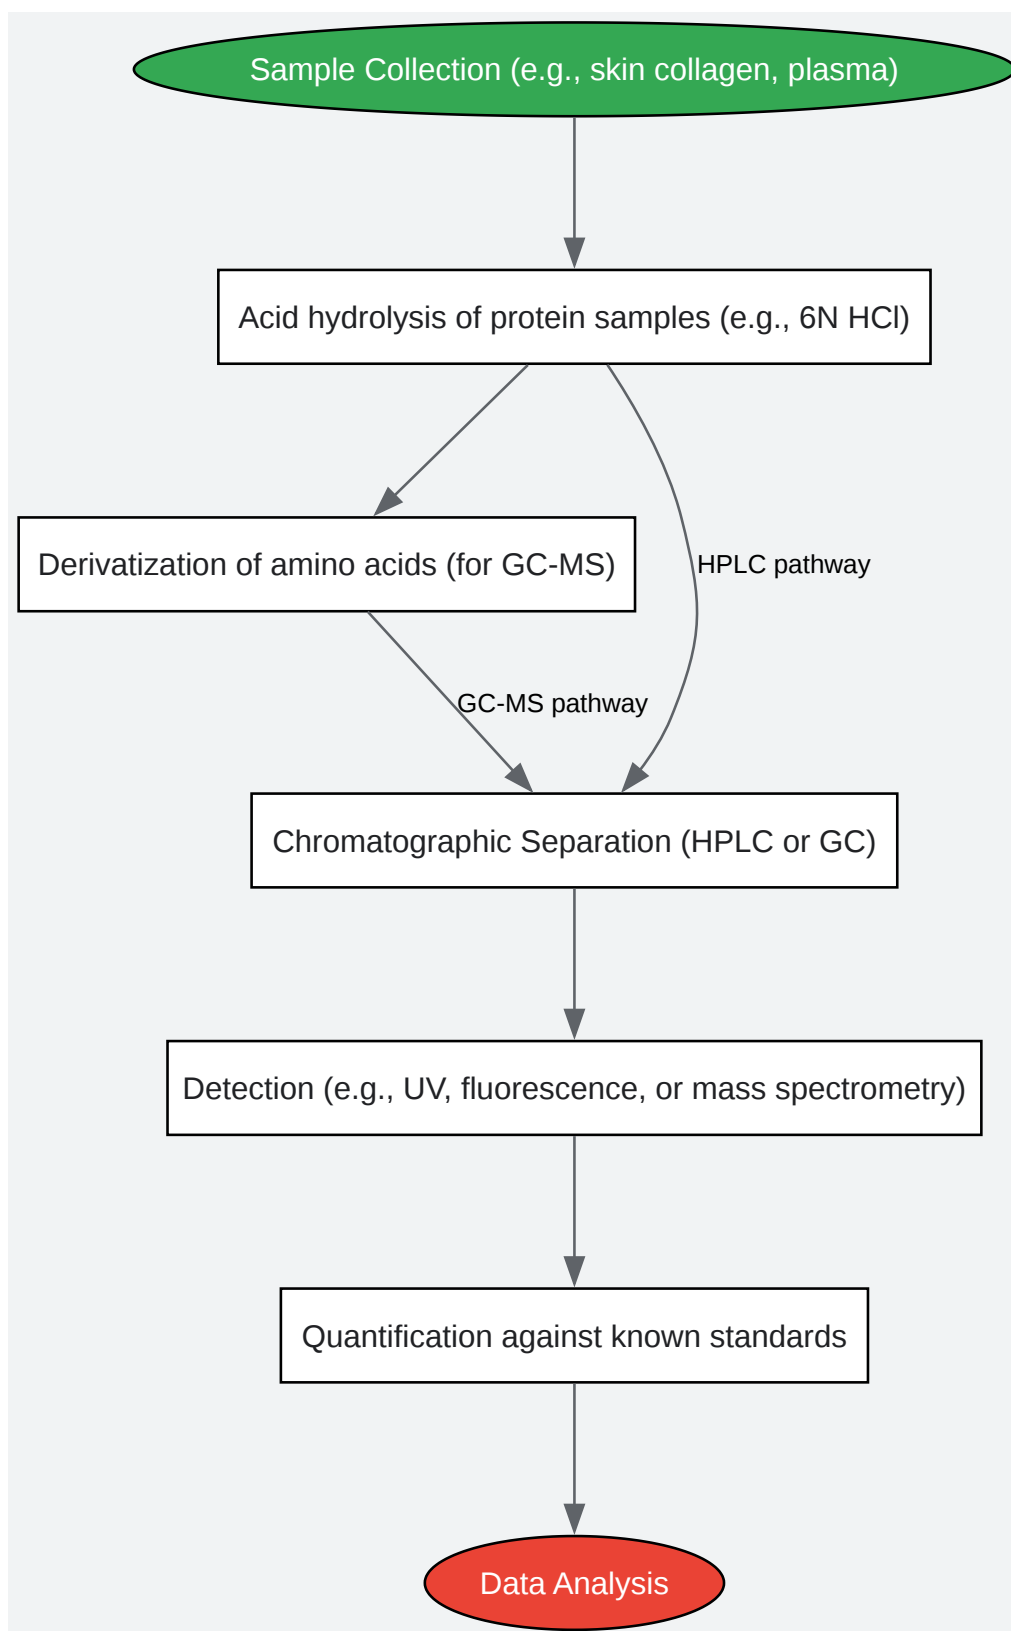 Sample Collection (e.g., skin collagen, plasma)
Acid hydrolysis of protein samples (e.g., 6N HCl)
Derivatization of amino acids (for GC-MS)
HPLC pathway
GC-MS pathway
Chromatographic Separation (HPLC or GC)
Detection (e.g., UV, fluorescence, or mass spectrometry)
Quantification against known standards
Data Analysis